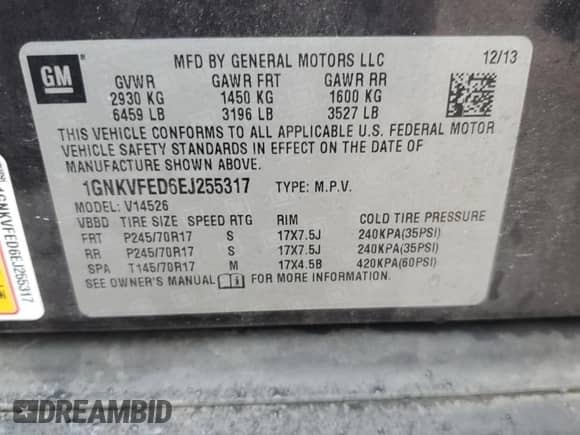 GM
MFD BY GENERAL MOTORS LLC 12/13
GVWR GAWR FRT GAWR RR
2930 KG 1450 KG 1600 KG
6459 LB 3196 LB 3527 LB
THIS VEHICLE CONFORMS TO ALL APPLICABLE U.S. FEDERAL MOTOR
VEHICLE SAFETY STANDARDS IN EFFECT ON THE DATE OF
MANUFACTURE SHOWN ABOVE.
1GNKVFED6EJ255317 TYPE: M.P.V.
MODEL: V14526
VBBD TIRE SIZE SPEED RTG RIM COLD TIRE PRESSURE
FRT P245/70R17 S 17X7.5J 240KPA(35PSI)
RR P245/70R17 S 17X7.5J 240KPA(35PSI)
SPA T145/70R17 M 17X4.5B 420KPA(60PSI)
SEE OWNER'S MANUAL FOR MORE INFORMATION
1GNKVFED6EJ255317
DREAMBID